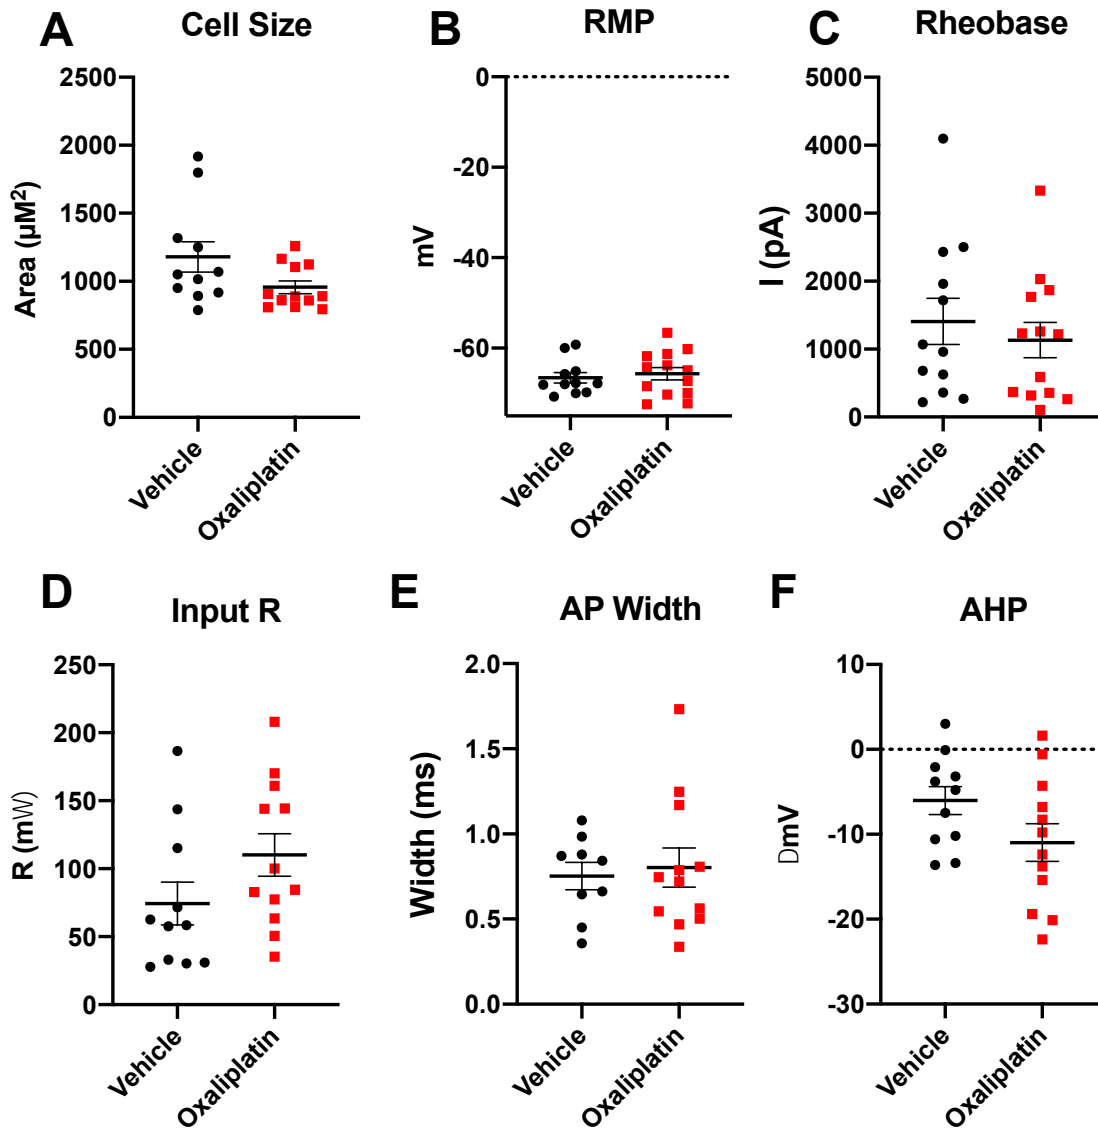 A
Cell Size
Area (µM²)
2500
2000
1500
1000
500
0
Vehicle
Oxaliplatin
B
RMP
mV
0
-20
-40
-60
Vehicle
Oxaliplatin
C
Rheobase
I (pA)
5000
4000
3000
2000
1000
0
Vehicle
Oxaliplatin
D
Input R
R (mW)
250
200
150
100
50
0
Vehicle
Oxaliplatin
E
AP Width
Width (ms)
2.0
1.5
1.0
0.5
0.0
Vehicle
Oxaliplatin
F
AHP
DmV
10
0
-10
-20
-30
Vehicle
Oxaliplatin